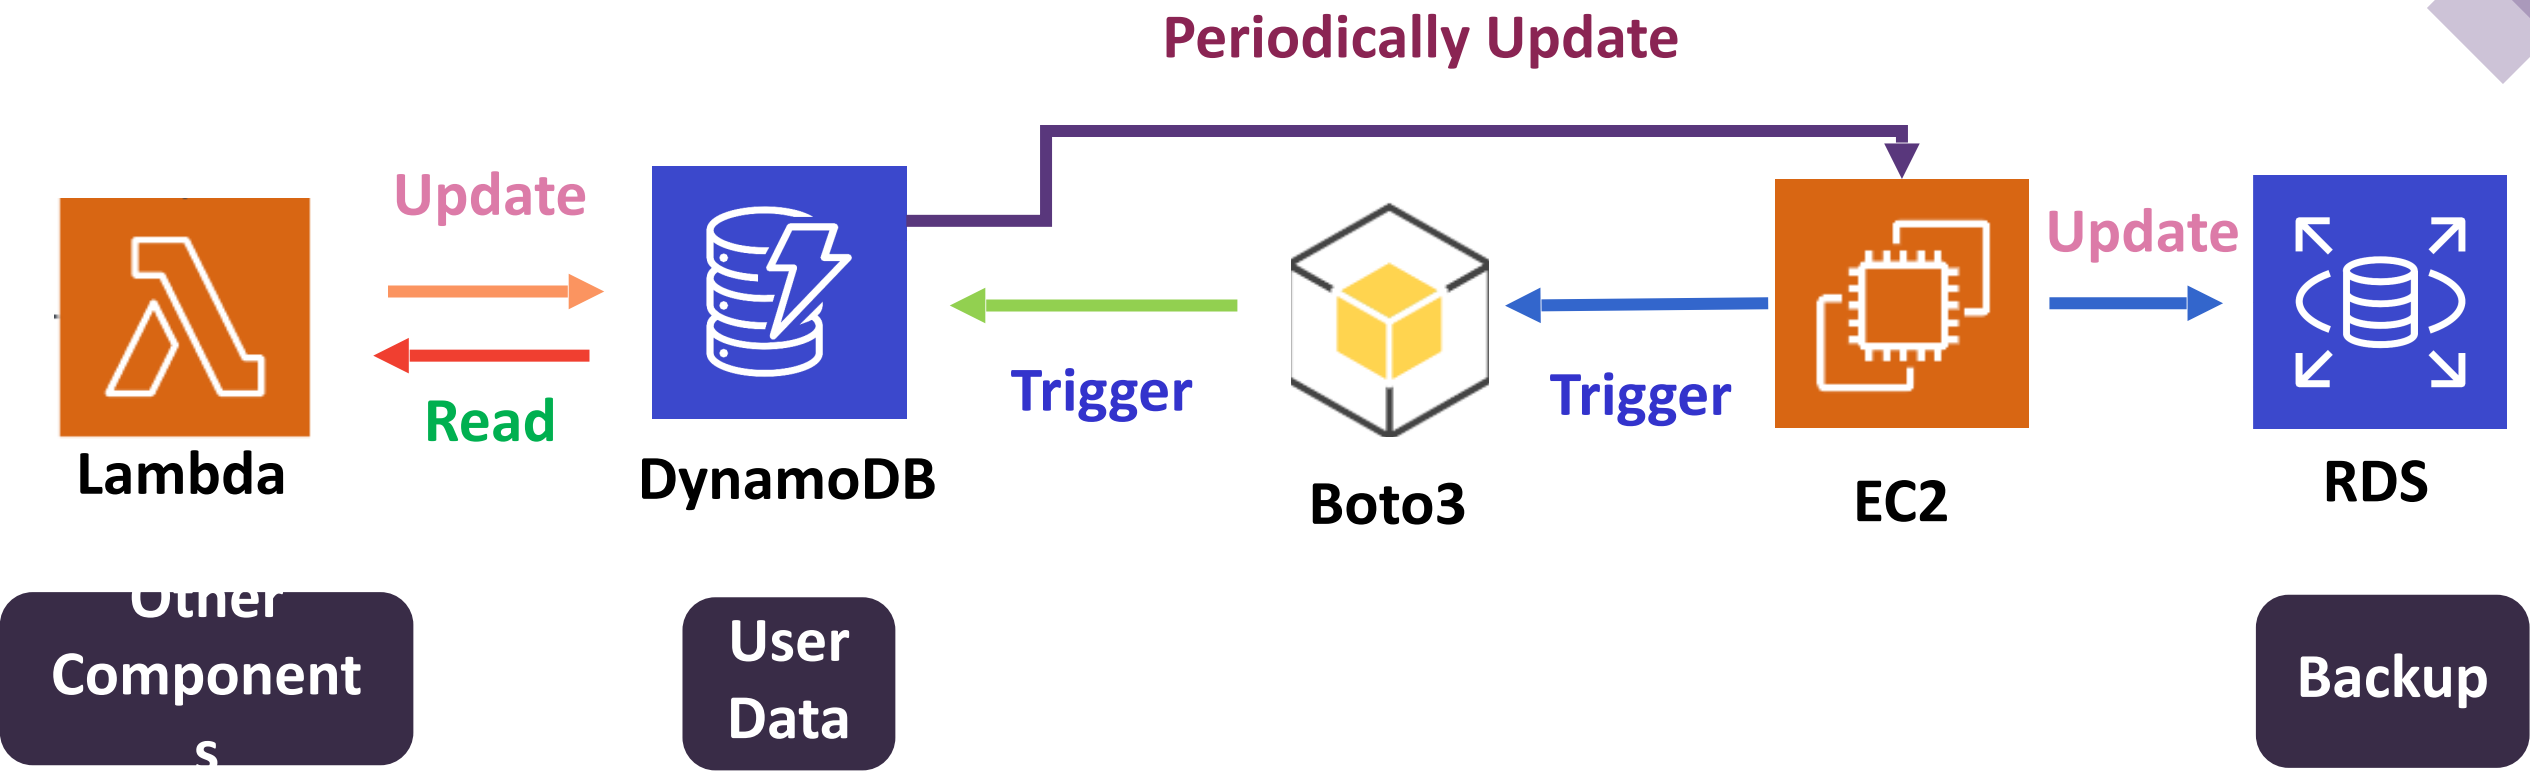 Periodically Update
Update
Read
Trigger
Trigger
Update
Lambda
DynamoDB
Boto3
EC2
RDS
Other
Component
s
User
Data
Backup